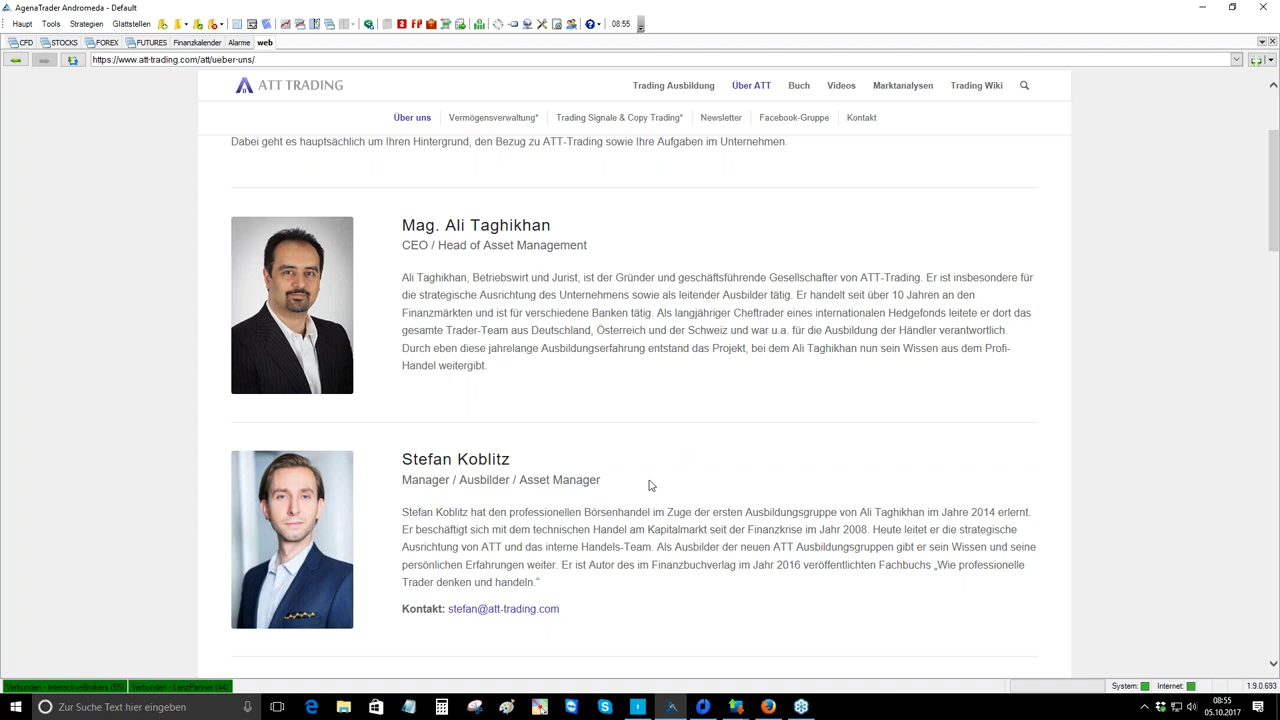 AgenaTrader Andromeda - Default
Haupt Tools Strategien Glattstellen 08:55
CFD STOCKS FOREX FUTURES Finanzkalender Alarme web
https://www.att-trading.com/att/ueber-uns/
ATT TRADING
Trading Ausbildung Über ATT Buch Videos Marktanalysen Trading Wiki
Über uns Vermögensverwaltung* Trading Signale & Copy Trading* Newsletter Facebook-Gruppe Kontakt
Dabei geht es hauptsächlich um Ihren Hintergrund, den Bezug zu ATT-Trading sowie Ihre Aufgaben im Unternehmen.
Mag. Ali Taghikhan
CEO / Head of Asset Management
Ali Taghikhan, Betriebswirt und Jurist, ist der Gründer und geschäftsführende Gesellschafter von ATT-Trading. Er ist insbesondere für
die strategische Ausrichtung des Unternehmens sowie als leitender Ausbilder tätig. Er handelt seit über 10 Jahren an den
Finanzmärkten und ist für verschiedene Banken tätig. Als langjähriger Cheftrader eines internationalen Hedgefonds leitete er dort das
gesamte Trader-Team aus Deutschland, Österreich und der Schweiz und war u.a. für die Ausbildung der Händler verantwortlich.
Durch eben diese jahrelange Ausbildungserfahrung entstand das Projekt, bei dem Ali Taghikhan nun sein Wissen aus dem Profi-
Handel weitergibt.
Stefan Koblitz
Manager / Ausbilder / Asset Manager
Stefan Koblitz hat den professionellen Börsenhandel im Zuge der ersten Ausbildungsgruppe von Ali Taghikhan im Jahre 2014 erlernt.
Er beschäftigt sich mit dem technischen Handel am Kapitalmarkt seit der Finanzkrise im Jahr 2008. Heute leitet er die strategische
Ausrichtung von ATT und das interne Handels-Team. Als Ausbilder der neuen ATT Ausbildungsgruppen gibt er sein Wissen und seine
persönlichen Erfahrungen weiter. Er ist Autor des im Finanzbuchverlag im Jahr 2016 veröffentlichten Fachbuchs „Wie professionelle
Trader denken und handeln.“
Kontakt: stefan@att-trading.com
Verbunden - InteractiveBrokers (55) Verbunden - LenzPartner (44) System: Internet: 1.9.0.693
Zur Suche Text hier eingeben
08:55
05.10.2017